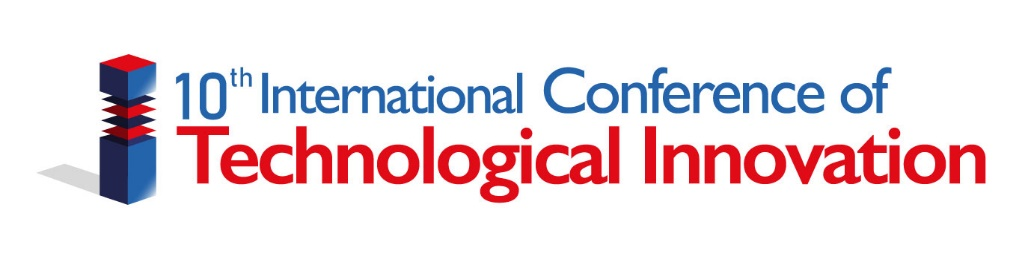 10th International Conference of
Technological Innovation